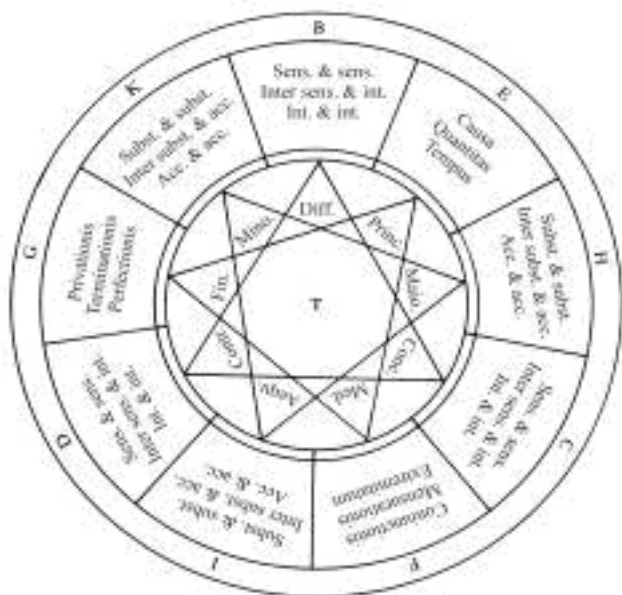 B
Sens. & sens.
Inter sens. & int.
Int. & int.
E
Causa
Quantitas
Tempus
H
Subst. & subst.
Inter subst. & acc.
Acc. & acc.
C
Sens. & sens.
Inter sens. & int.
Int. & int.
F
Coniunctionis
Mensurationis
Extremitatum
I
Subst. & subst.
Inter subst. & acc.
Acc. & acc.
D
Sens. & sens.
Inter sens. & int.
Int. & int.
G
Privationis
Terminationis
Perfectionis
K
Subst. & subst.
Inter subst. & acc.
Acc. & acc.
Diff.
Princ.
Maio
Conc.
Med.
Aequ.
Contr.
Fin.
Mino.
T